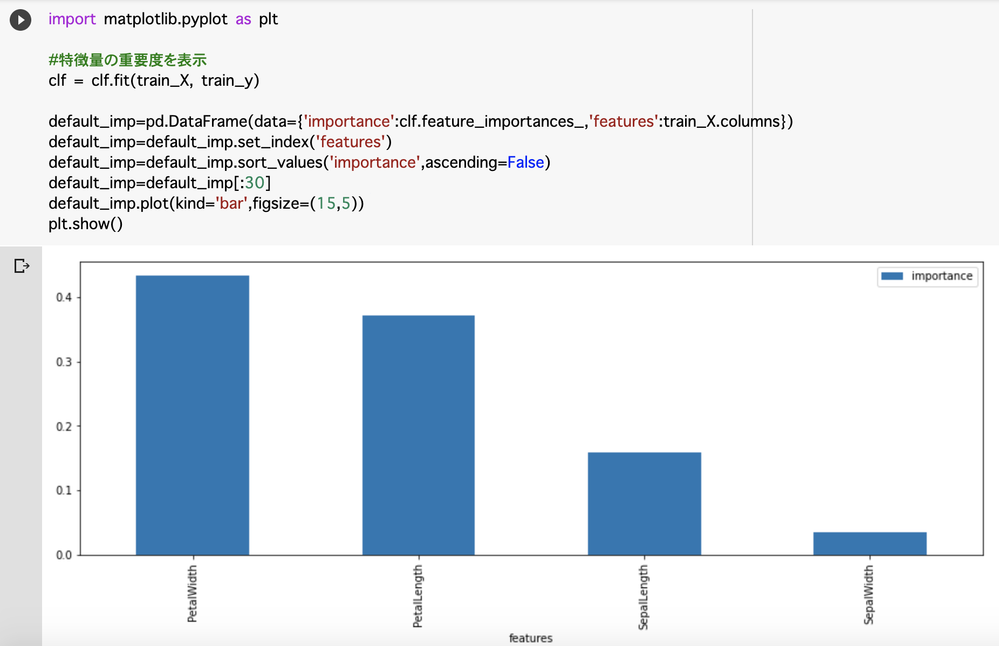 import matplotlib.pyplot as plt
#特徴量の重要度を表示
clf = clf.fit(train_X, train_y)
default_imp=pd.DataFrame(data={'importance':clf.feature_importances_,'features':train_X.columns})
default_imp=default_imp.set_index('features')
default_imp=default_imp.sort_values('importance',ascending=False)
default_imp=default_imp[:30]
default_imp.plot(kind='bar',figsize=(15,5))
plt.show()
importance
0.4
0.3
0.2
0.1
0.0
PetalWidth
PetalLength
SepalLength
SepalWidth
features